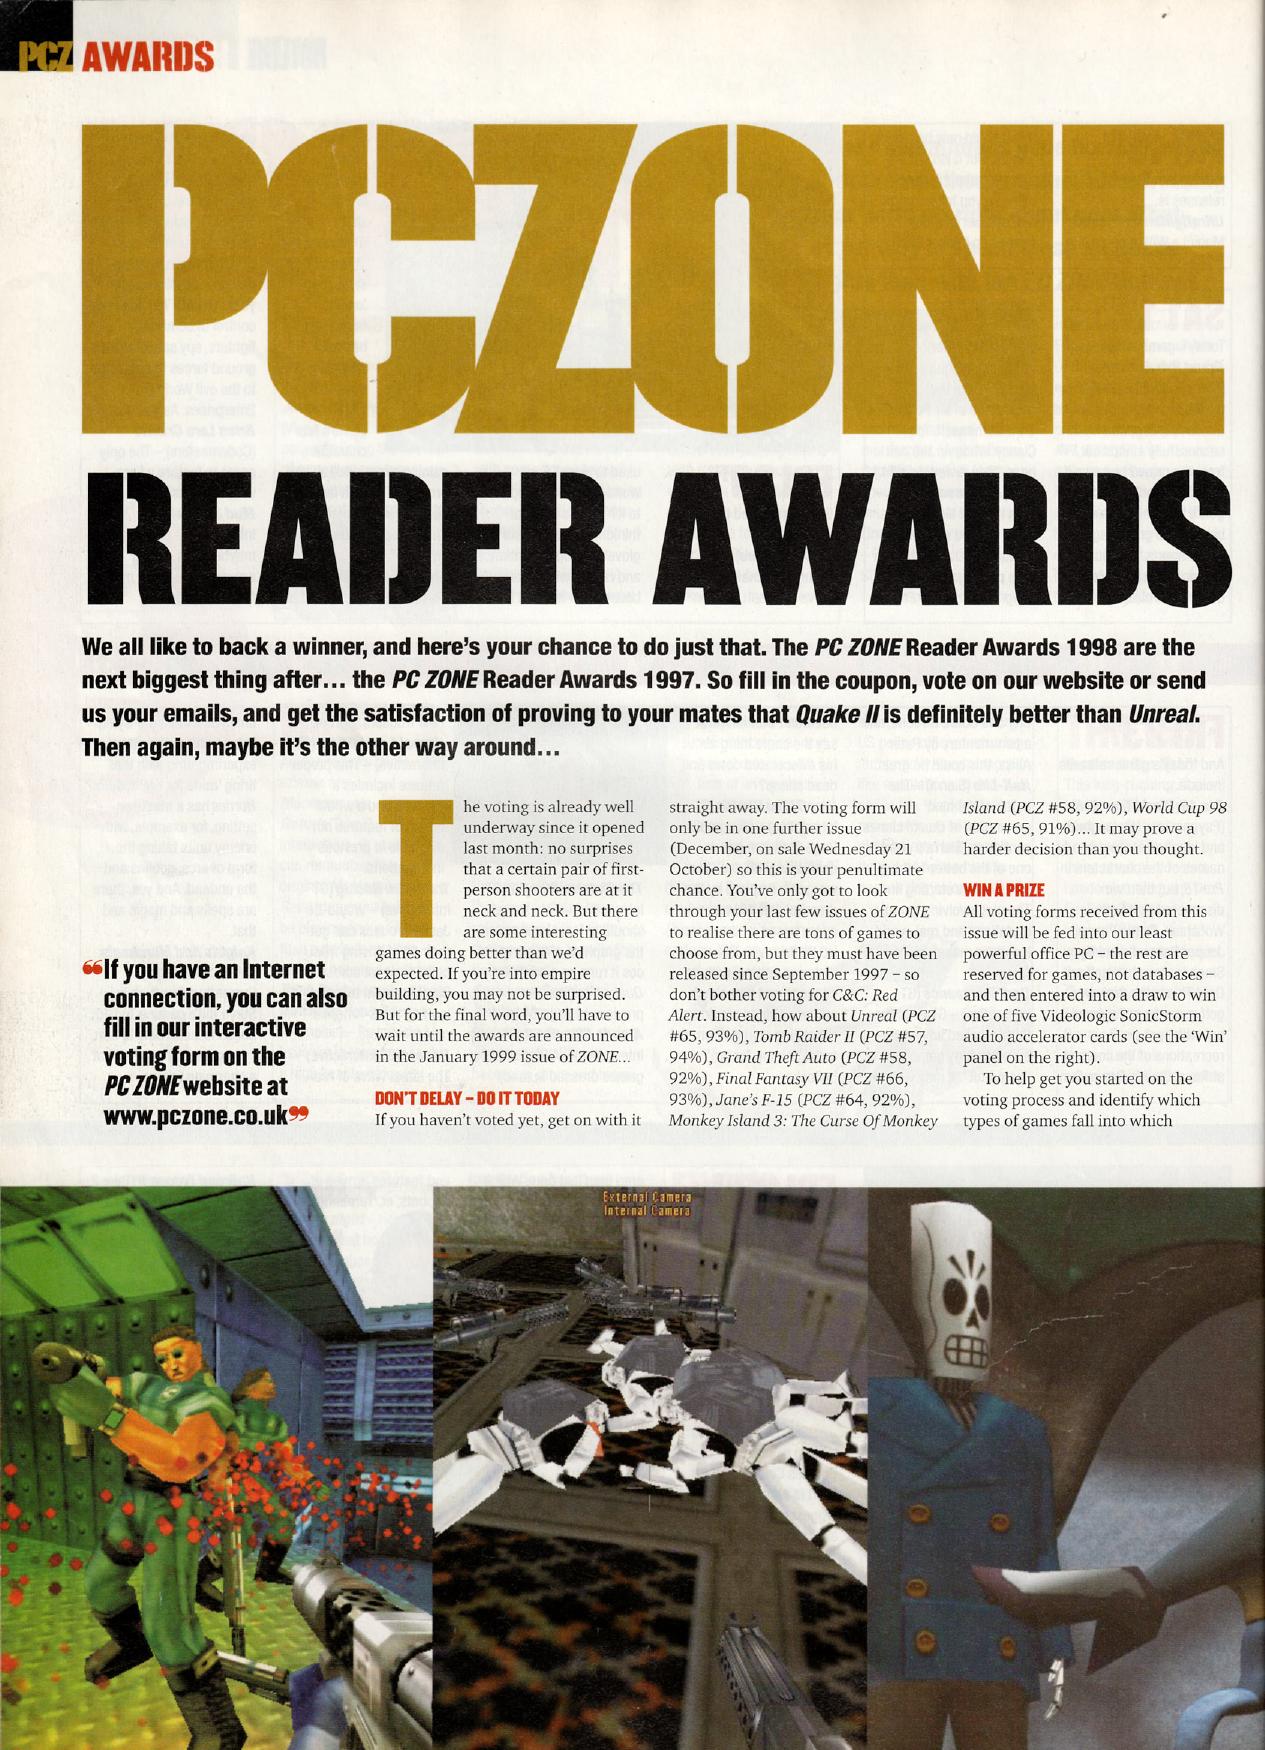 PCZ AWARDS
PCZONE
READER AWARDS
We all like to back a winner, and here's your chance to do just that. The PC ZONE Reader Awards 1998 are the
next biggest thing after... the PC ZONE Reader Awards 1997. So fill in the coupon, vote on our website or send
us your emails, and get the satisfaction of proving to your mates that Quake II is definitely better than Unreal.
Then again, maybe it's the other way around...
The voting is already well
underway since it opened
last month: no surprises
that a certain pair of first-
person shooters are at it
neck and neck. But there
are some interesting
games doing better than we'd
expected. If you're into empire
building, you may not be surprised.
But for the final word, you'll have to
wait until the awards are announced
in the January 1999 issue of ZONE...
DON'T DELAY – DO IT TODAY
If you haven't voted yet, get on with it
straight away. The voting form will
only be in one further issue
(December, on sale Wednesday 21
October) so this is your penultimate
chance. You've only got to look
through your last few issues of ZONE
to realise there are tons of games to
choose from, but they must have been
released since September 1997 – so
don't bother voting for C&C: Red
Alert. Instead, how about Unreal (PCZ
#65, 93%), Tomb Raider II (PCZ #57,
94%), Grand Theft Auto (PCZ #58,
92%), Final Fantasy VII (PCZ #66,
93%), Jane's F-15 (PCZ #64, 92%),
Monkey Island 3: The Curse Of Monkey
Island (PCZ #58, 92%), World Cup 98
(PCZ #65, 91%)... It may prove a
harder decision than you thought.
WIN A PRIZE
All voting forms received from this
issue will be fed into our least
powerful office PC – the rest are
reserved for games, not databases –
and then entered into a draw to win
one of five Videologic SonicStorm
audio accelerator cards (see the 'Win'
panel on the right).
To help get you started on the
voting process and identify which
types of games fall into which
“If you have an Internet
connection, you can also
fill in our interactive
voting form on the
PC ZONE website at
www.pczone.co.uk”
External Camera
Internal Camera